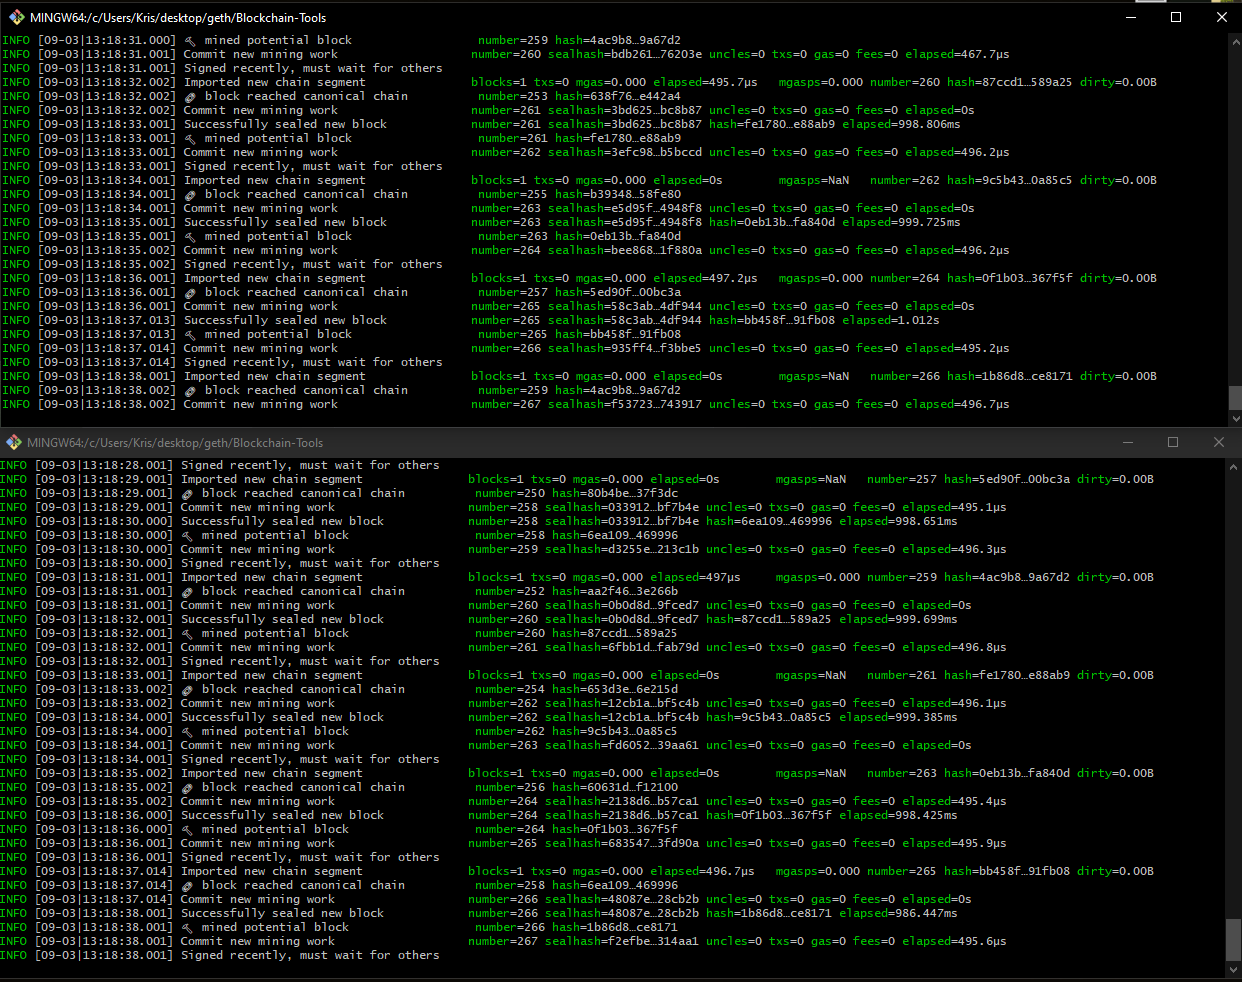 MINGW64:/c/Users/Kris/desktop/geth/Blockchain-Tools
INFO [09-03|13:18:31.000] 🔨 mined potential block number=259 hash=4ac9b8…9a67d2
INFO [09-03|13:18:31.001] Commit new mining work number=260 sealhash=bdb261…76203e uncles=0 txs=0 gas=0 fees=0 elapsed=467.7µs
INFO [09-03|13:18:31.001] Signed recently, must wait for others
INFO [09-03|13:18:32.002] Imported new chain segment blocks=1 txs=0 mgas=0.000 elapsed=495.7µs mgasps=0.000 number=260 hash=87ccd1…589a25 dirty=0.00B
INFO [09-03|13:18:32.002] 🔗 block reached canonical chain number=253 hash=638f76…e442a4
INFO [09-03|13:18:32.002] Commit new mining work number=261 sealhash=3bd625…bc8b87 uncles=0 txs=0 gas=0 fees=0 elapsed=0s
INFO [09-03|13:18:33.001] Successfully sealed new block number=261 sealhash=3bd625…bc8b87 hash=fe1780…e88ab9 elapsed=998.806ms
INFO [09-03|13:18:33.001] 🔨 mined potential block number=261 hash=fe1780…e88ab9
INFO [09-03|13:18:33.001] Commit new mining work number=262 sealhash=3efc98…b5bccd uncles=0 txs=0 gas=0 fees=0 elapsed=496.2µs
INFO [09-03|13:18:33.001] Signed recently, must wait for others
INFO [09-03|13:18:34.001] Imported new chain segment blocks=1 txs=0 mgas=0.000 elapsed=0s mgasps=NaN number=262 hash=9c5b43…0a85c5 dirty=0.00B
INFO [09-03|13:18:34.001] 🔗 block reached canonical chain number=255 hash=b39348…58fe80
INFO [09-03|13:18:34.001] Commit new mining work number=263 sealhash=e5d95f…4948f8 uncles=0 txs=0 gas=0 fees=0 elapsed=0s
INFO [09-03|13:18:35.001] Successfully sealed new block number=263 sealhash=e5d95f…4948f8 hash=0eb13b…fa840d elapsed=999.725ms
INFO [09-03|13:18:35.001] 🔨 mined potential block number=263 hash=0eb13b…fa840d
INFO [09-03|13:18:35.002] Commit new mining work number=264 sealhash=b6e868…1f880a uncles=0 txs=0 gas=0 fees=0 elapsed=496.2µs
INFO [09-03|13:18:35.002] Signed recently, must wait for others
INFO [09-03|13:18:36.001] Imported new chain segment blocks=1 txs=0 mgas=0.000 elapsed=497.2µs mgasps=0.000 number=264 hash=0f1b03…367f5f dirty=0.00B
INFO [09-03|13:18:36.001] 🔗 block reached canonical chain number=257 hash=5ed90f…00bc3a
INFO [09-03|13:18:36.001] Commit new mining work number=265 sealhash=58c3ab…4df944 uncles=0 txs=0 gas=0 fees=0 elapsed=0s
INFO [09-03|13:18:37.013] Successfully sealed new block number=265 sealhash=58c3ab…4df944 hash=bb458f…91fb08 elapsed=1.012s
INFO [09-03|13:18:37.013] 🔨 mined potential block number=265 hash=bb458f…91fb08
INFO [09-03|13:18:37.014] Commit new mining work number=266 sealhash=935ff4…f3bbe5 uncles=0 txs=0 gas=0 fees=0 elapsed=495.2µs
INFO [09-03|13:18:37.014] Signed recently, must wait for others
INFO [09-03|13:18:38.001] Imported new chain segment blocks=1 txs=0 mgas=0.000 elapsed=0s mgasps=NaN number=266 hash=1b86d8…ce8171 dirty=0.00B
INFO [09-03|13:18:38.002] 🔗 block reached canonical chain number=259 hash=4ac9b8…9a67d2
INFO [09-03|13:18:38.002] Commit new mining work number=267 sealhash=f53723…743917 uncles=0 txs=0 gas=0 fees=0 elapsed=496.7µs
MINGW64:/c/Users/Kris/desktop/geth/Blockchain-Tools
INFO [09-03|13:18:28.001] Signed recently, must wait for others
INFO [09-03|13:18:29.001] Imported new chain segment blocks=1 txs=0 mgas=0.000 elapsed=0s mgasps=NaN number=257 hash=5ed90f…00bc3a dirty=0.00B
INFO [09-03|13:18:29.001] 🔗 block reached canonical chain number=250 hash=80b4be…37f3dc
INFO [09-03|13:18:29.001] Commit new mining work number=258 sealhash=033912…bf7b4e uncles=0 txs=0 gas=0 fees=0 elapsed=495.1µs
INFO [09-03|13:18:30.000] Successfully sealed new block number=258 sealhash=033912…bf7b4e hash=6ea109…469996 elapsed=998.651ms
INFO [09-03|13:18:30.000] 🔨 mined potential block number=258 hash=6ea109…469996
INFO [09-03|13:18:30.000] Commit new mining work number=259 sealhash=d3255e…213c1b uncles=0 txs=0 gas=0 fees=0 elapsed=496.3µs
INFO [09-03|13:18:30.000] Signed recently, must wait for others
INFO [09-03|13:18:31.001] Imported new chain segment blocks=1 txs=0 mgas=0.000 elapsed=497µs mgasps=0.000 number=259 hash=4ac9b8…9a67d2 dirty=0.00B
INFO [09-03|13:18:31.001] 🔗 block reached canonical chain number=252 hash=aa2f46…3e266b
INFO [09-03|13:18:31.001] Commit new mining work number=260 sealhash=0b0d8d…9fced7 uncles=0 txs=0 gas=0 fees=0 elapsed=0s
INFO [09-03|13:18:32.001] Successfully sealed new block number=260 sealhash=0b0d8d…9fced7 hash=87ccd1…589a25 elapsed=999.699ms
INFO [09-03|13:18:32.001] 🔨 mined potential block number=260 hash=87ccd1…589a25
INFO [09-03|13:18:32.001] Commit new mining work number=261 sealhash=6fbb1d…fab79d uncles=0 txs=0 gas=0 fees=0 elapsed=496.8µs
INFO [09-03|13:18:32.001] Signed recently, must wait for others
INFO [09-03|13:18:33.001] Imported new chain segment blocks=1 txs=0 mgas=0.000 elapsed=0s mgasps=NaN number=261 hash=fe1780…e88ab9 dirty=0.00B
INFO [09-03|13:18:33.002] 🔗 block reached canonical chain number=254 hash=653d3e…6e215d
INFO [09-03|13:18:33.002] Commit new mining work number=262 sealhash=12cb1a…bf5c4b uncles=0 txs=0 gas=0 fees=0 elapsed=496.1µs
INFO [09-03|13:18:34.000] Successfully sealed new block number=262 sealhash=12cb1a…bf5c4b hash=9c5b43…0a85c5 elapsed=999.385ms
INFO [09-03|13:18:34.000] 🔨 mined potential block number=262 hash=9c5b43…0a85c5
INFO [09-03|13:18:34.001] Commit new mining work number=263 sealhash=fd6052…39aa61 uncles=0 txs=0 gas=0 fees=0 elapsed=0s
INFO [09-03|13:18:34.001] Signed recently, must wait for others
INFO [09-03|13:18:35.002] Imported new chain segment blocks=1 txs=0 mgas=0.000 elapsed=0s mgasps=NaN number=263 hash=0eb13b…fa840d dirty=0.00B
INFO [09-03|13:18:35.002] 🔗 block reached canonical chain number=256 hash=60631d…f12100
INFO [09-03|13:18:35.002] Commit new mining work number=264 sealhash=2138d6…b57ca1 uncles=0 txs=0 gas=0 fees=0 elapsed=495.4µs
INFO [09-03|13:18:36.000] Successfully sealed new block number=264 sealhash=2138d6…b57ca1 hash=0f1b03…367f5f elapsed=998.425ms
INFO [09-03|13:18:36.000] 🔨 mined potential block number=264 hash=0f1b03…367f5f
INFO [09-03|13:18:36.001] Commit new mining work number=265 sealhash=683547…3fd90a uncles=0 txs=0 gas=0 fees=0 elapsed=495.9µs
INFO [09-03|13:18:36.001] Signed recently, must wait for others
INFO [09-03|13:18:37.014] Imported new chain segment blocks=1 txs=0 mgas=0.000 elapsed=496.7µs mgasps=0.000 number=265 hash=bb458f…91fb08 dirty=0.00B
INFO [09-03|13:18:37.014] 🔗 block reached canonical chain number=258 hash=6ea109…469996
INFO [09-03|13:18:37.014] Commit new mining work number=266 sealhash=48087e…28cb2b uncles=0 txs=0 gas=0 fees=0 elapsed=0s
INFO [09-03|13:18:38.001] Successfully sealed new block number=266 sealhash=48087e…28cb2b hash=1b86d8…ce8171 elapsed=986.447ms
INFO [09-03|13:18:38.001] 🔨 mined potential block number=266 hash=1b86d8…ce8171
INFO [09-03|13:18:38.001] Commit new mining work number=267 sealhash=f2efbe…314aa1 uncles=0 txs=0 gas=0 fees=0 elapsed=495.6µs
INFO [09-03|13:18:38.001] Signed recently, must wait for others